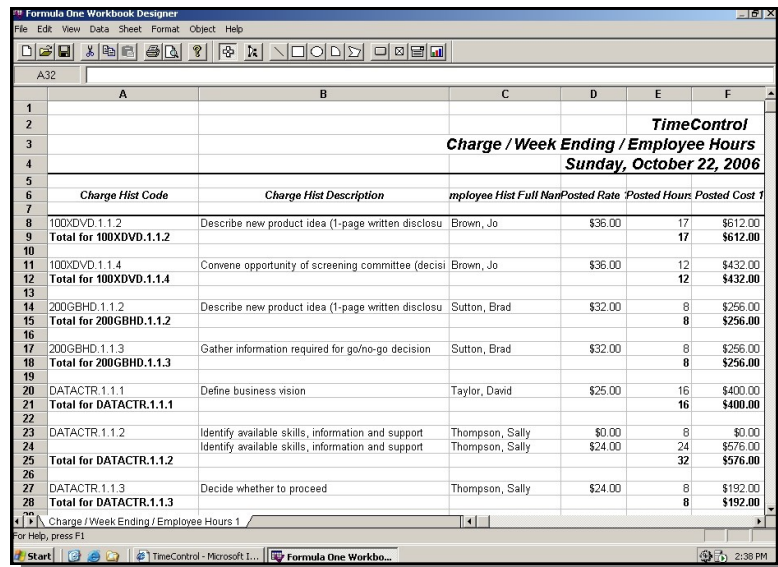 Formula One Workbook Designer
File Edit View Data Sheet Format Object Help
A32
A B C D E F
1
2 TimeControl
3 Charge / Week Ending / Employee Hours
4 Sunday, October 22, 2006
5
6 Charge Hist Code Charge Hist Description mployee Hist Full Nan Posted Rate Posted Hours Posted Cost 1
7
8 100XDVD.1.1.2 Describe new product idea (1-page written disclosu Brown, Jo $36.00 17 $612.00
9 Total for 100XDVD.1.1.2 17 $612.00
10
11 100XDVD.1.1.4 Convene opportunity of screening committee (decisi Brown, Jo $36.00 12 $432.00
12 Total for 100XDVD.1.1.4 12 $432.00
13
14 200GBHD.1.1.2 Describe new product idea (1-page written disclosu Sutton, Brad $32.00 8 $256.00
15 Total for 200GBHD.1.1.2 8 $256.00
16
17 200GBHD.1.1.3 Gather information required for go/no-go decision Sutton, Brad $32.00 8 $256.00
18 Total for 200GBHD.1.1.3 8 $256.00
19
20 DATACTR.1.1.1 Define business vision Taylor, David $25.00 16 $400.00
21 Total for DATACTR.1.1.1 16 $400.00
22
23 DATACTR.1.1.2 Identify available skills, information and support Thompson, Sally $0.00 8 $0.00
24 Identify available skills, information and support Thompson, Sally $24.00 24 $576.00
25 Total for DATACTR.1.1.2 32 $576.00
26
27 DATACTR.1.1.3 Decide whether to proceed Thompson, Sally $24.00 8 $192.00
28 Total for DATACTR.1.1.3 8 $192.00
Charge / Week Ending / Employee Hours 1
For Help, press F1
Start TimeControl - Microsoft I... Formula One Workbo... 2:38 PM